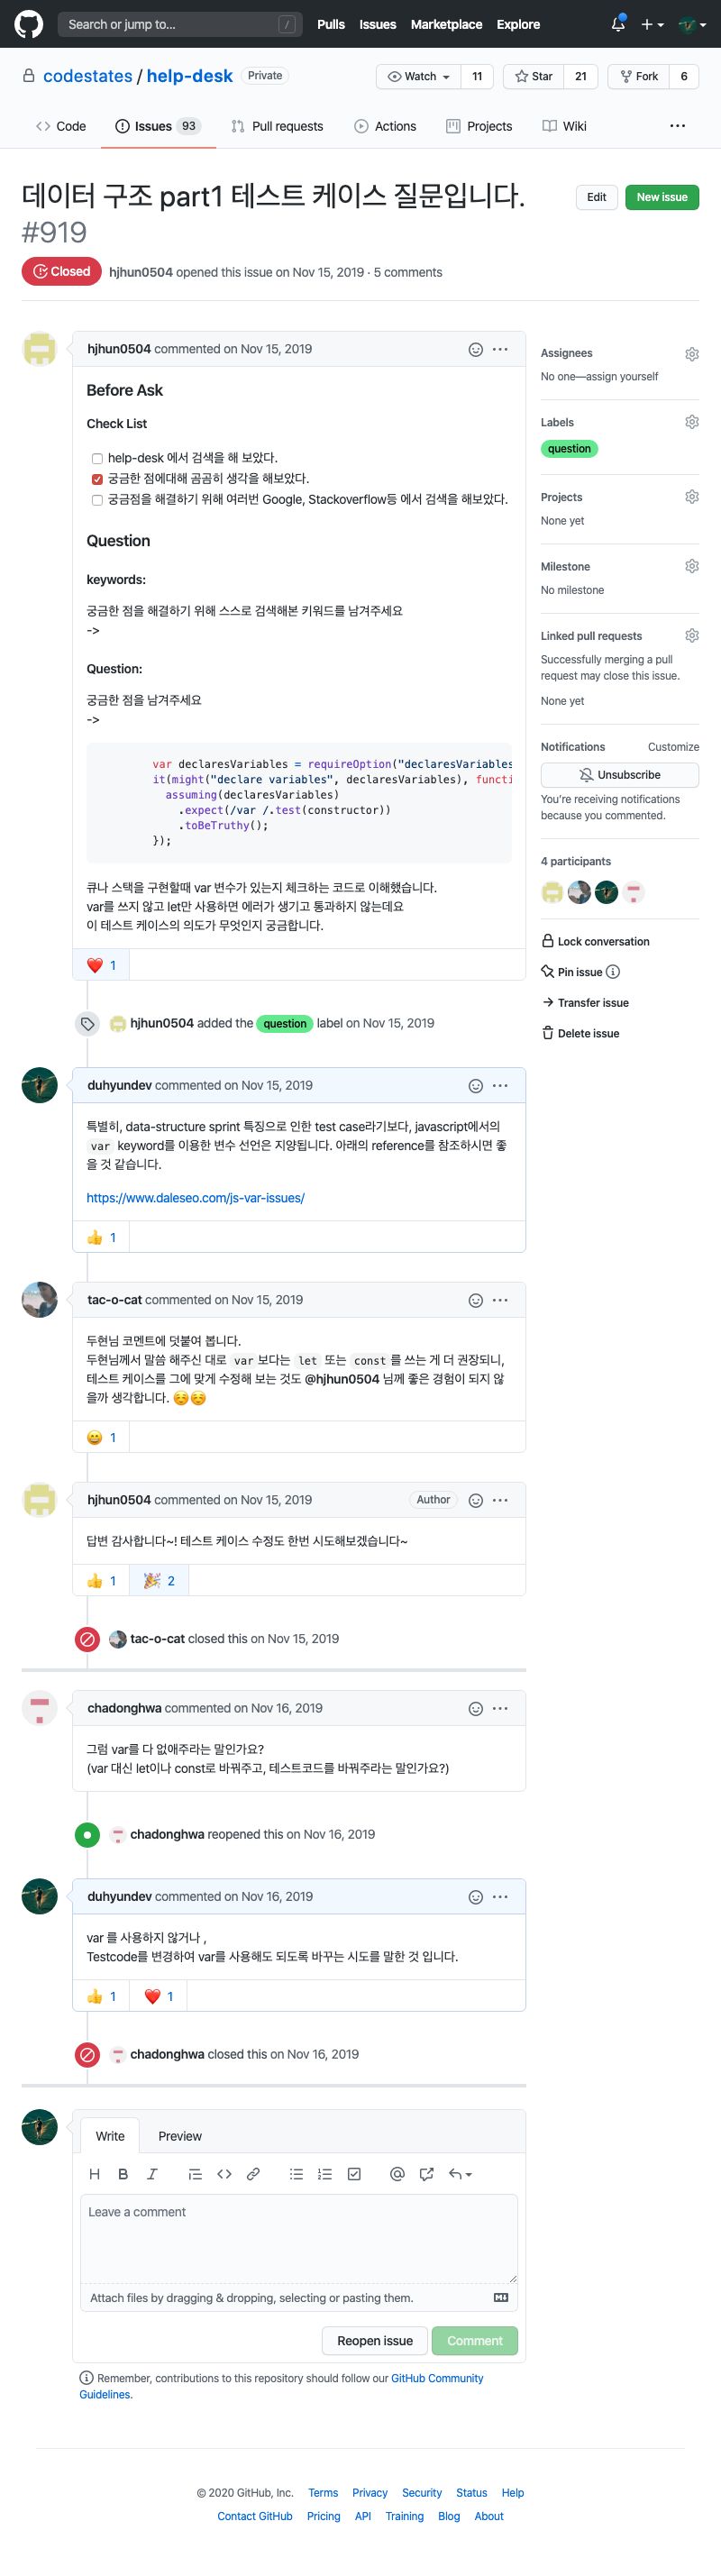 Search or jump to...
/
Pulls Issues Marketplace Explore
codestates / help-desk Private
Watch 11 Star 21 Fork 6
Code Issues 93 Pull requests Actions Projects Wiki
데이터 구조 part1 테스트 케이스 질문입니다.
#919
Edit New issue
Closed hjhun0504 opened this issue on Nov 15, 2019 · 5 comments
hjhun0504 commented on Nov 15, 2019
Before Ask
Check List
help-desk 에서 검색을 해 보았다.
궁금한 점에대해 곰곰히 생각을 해보았다.
궁금점을 해결하기 위해 여러번 Google, Stackoverflow등 에서 검색을 해보았다.
Question
keywords:
궁금한 점을 해결하기 위해 스스로 검색해본 키워드를 남겨주세요
->
Question:
궁금한 점을 남겨주세요
->
var declaresVariables = requireOption("declaresVariables
it(might("declare variables", declaresVariables), functi
assuming(declaresVariables)
.expect(/var /.test(constructor))
.toBeTruthy();
});
큐나 스택을 구현할때 var 변수가 있는지 체크하는 코드로 이해했습니다.
var를 쓰지 않고 let만 사용하면 에러가 생기고 통과하지 않는데요
이 테스트 케이스의 의도가 무엇인지 궁금합니다.
❤️ 1
hjhun0504 added the question label on Nov 15, 2019
duhyundev commented on Nov 15, 2019
특별히, data-structure sprint 특징으로 인한 test case라기보다, javascript에서의
var keyword를 이용한 변수 선언은 지양됩니다. 아래의 reference를 참조하시면 좋
을 것 같습니다.
https://www.daleseo.com/js-var-issues/
👍 1
tac-o-cat commented on Nov 15, 2019
두현님 코멘트에 덧붙여 봅니다.
두현님께서 말씀 해주신 대로 var 보다는 let 또는 const 를 쓰는 게 더 권장되니,
테스트 케이스를 그에 맞게 수정해 보는 것도 @hjhun0504 님께 좋은 경험이 되지 않
을까 생각합니다. ☺️☺️
😄 1
hjhun0504 commented on Nov 15, 2019 Author
답변 감사합니다~! 테스트 케이스 수정도 한번 시도해보겠습니다~
👍 1 🎉 2
tac-o-cat closed this on Nov 15, 2019
chadonghwa commented on Nov 16, 2019
그럼 var를 다 없애주라는 말인가요?
(var 대신 let이나 const로 바꿔주고, 테스트코드를 바꿔주라는 말인가요?)
chadonghwa reopened this on Nov 16, 2019
duhyundev commented on Nov 16, 2019
var 를 사용하지 않거나 ,
Testcode를 변경하여 var를 사용해도 되도록 바꾸는 시도를 말한 것 입니다.
👍 1 ❤️ 1
chadonghwa closed this on Nov 16, 2019
Write Preview
H B I
Leave a comment
Attach files by dragging & dropping, selecting or pasting them.
Reopen issue Comment
Remember, contributions to this repository should follow our GitHub Community
Guidelines.
Assignees
No one—assign yourself
Labels
question
Projects
None yet
Milestone
No milestone
Linked pull requests
Successfully merging a pull
request may close this issue.
None yet
Notifications Customize
Unsubscribe
You're receiving notifications
because you commented.
4 participants
Lock conversation
Pin issue
Transfer issue
Delete issue
© 2020 GitHub, Inc. Terms Privacy Security Status Help
Contact GitHub Pricing API Training Blog About